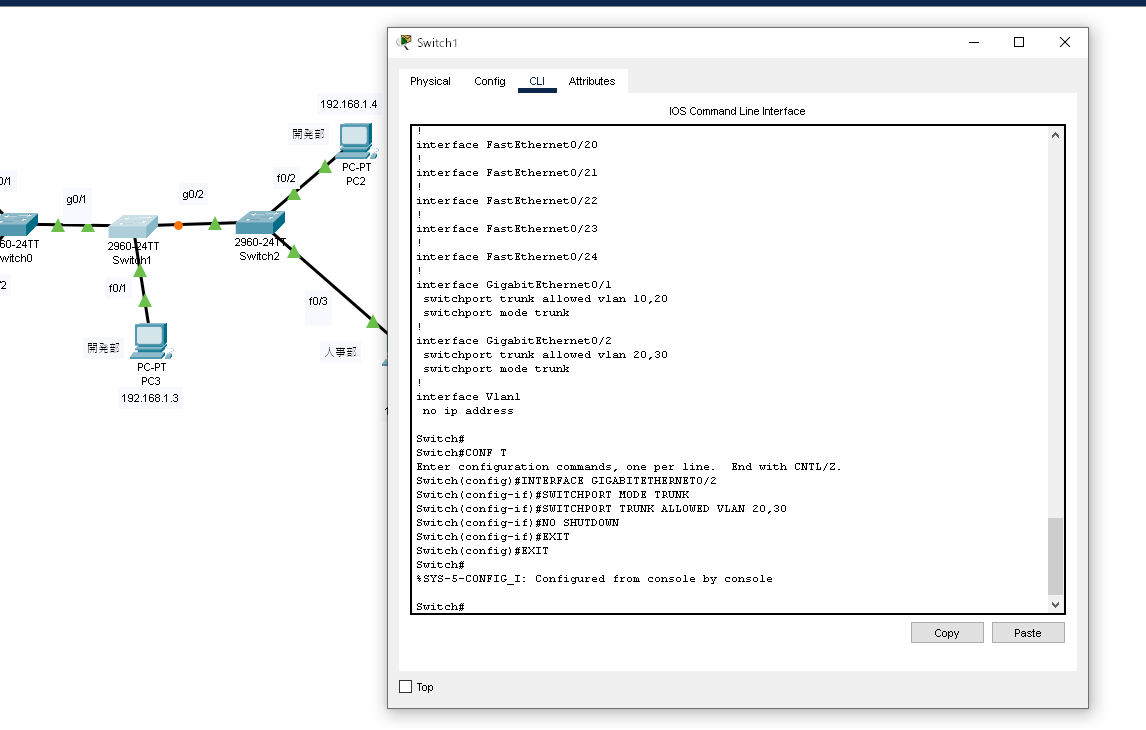 192.168.1.4
開発部
PC-PT
PC2
f0/2
0/1
g0/1
g0/2
60-24TT
witch0
2960-24TT
Switch1
2960-24TT
Switch2
/2
f0/1
f0/3
開発部
人事部
PC-PT
PC3
192.168.1.3
Switch1
Physical Config CLI Attributes
IOS Command Line Interface
!
interface FastEthernet0/20
!
interface FastEthernet0/21
!
interface FastEthernet0/22
!
interface FastEthernet0/23
!
interface FastEthernet0/24
!
interface GigabitEthernet0/1
switchport trunk allowed vlan 10,20
switchport mode trunk
!
interface GigabitEthernet0/2
switchport trunk allowed vlan 20,30
switchport mode trunk
!
interface Vlan1
no ip address
Switch#
Switch#CONF T
Enter configuration commands, one per line.  End with CNTL/Z.
Switch(config)#INTERFACE GIGABITETHERNET0/2
Switch(config-if)#SWITCHPORT MODE TRUNK
Switch(config-if)#SWITCHPORT TRUNK ALLOWED VLAN 20,30
Switch(config-if)#NO SHUTDOWN
Switch(config-if)#EXIT
Switch(config)#EXIT
Switch#
%SYS-5-CONFIG_I: Configured from console by console
Switch#
Copy Paste
Top